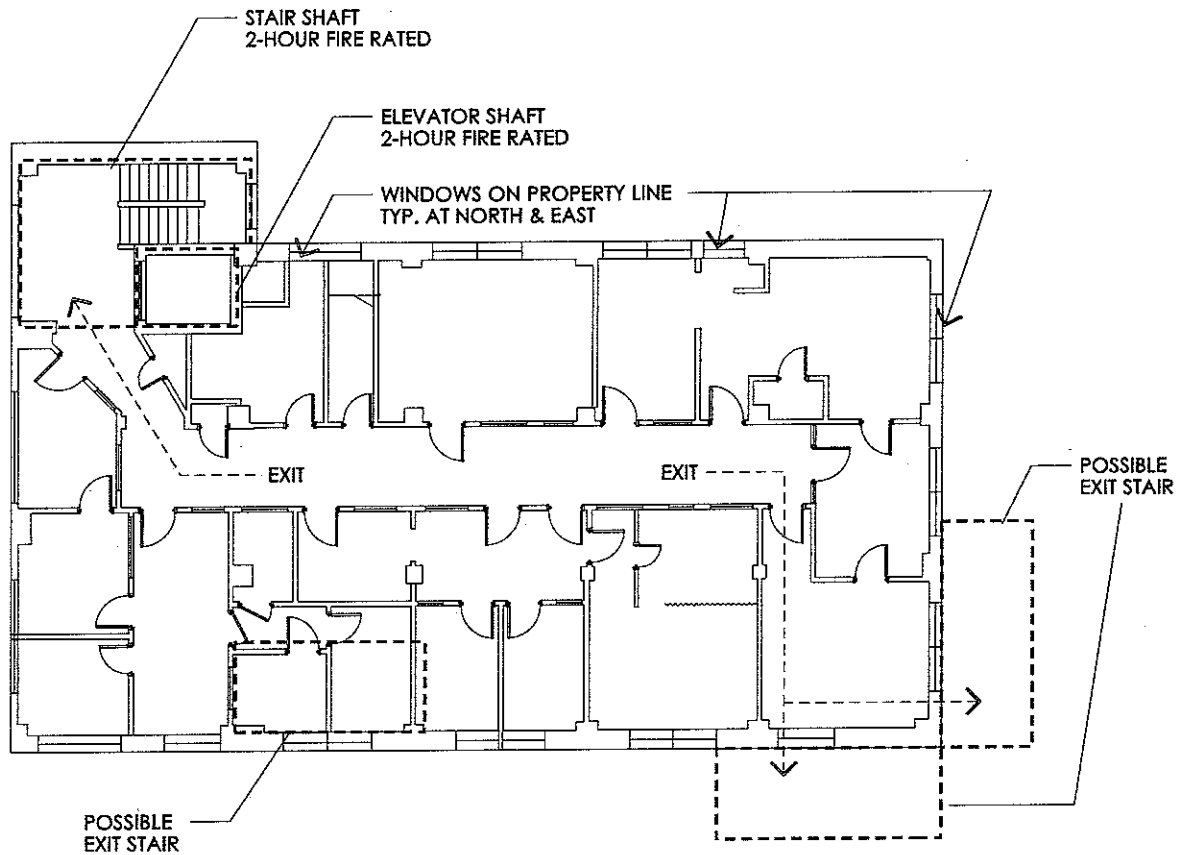 STAIR SHAFT
2-HOUR FIRE RATED
ELEVATOR SHAFT
2-HOUR FIRE RATED
WINDOWS ON PROPERTY LINE
TYP. AT NORTH & EAST
EXIT
EXIT
POSSIBLE
EXIT STAIR
POSSIBLE
EXIT STAIR